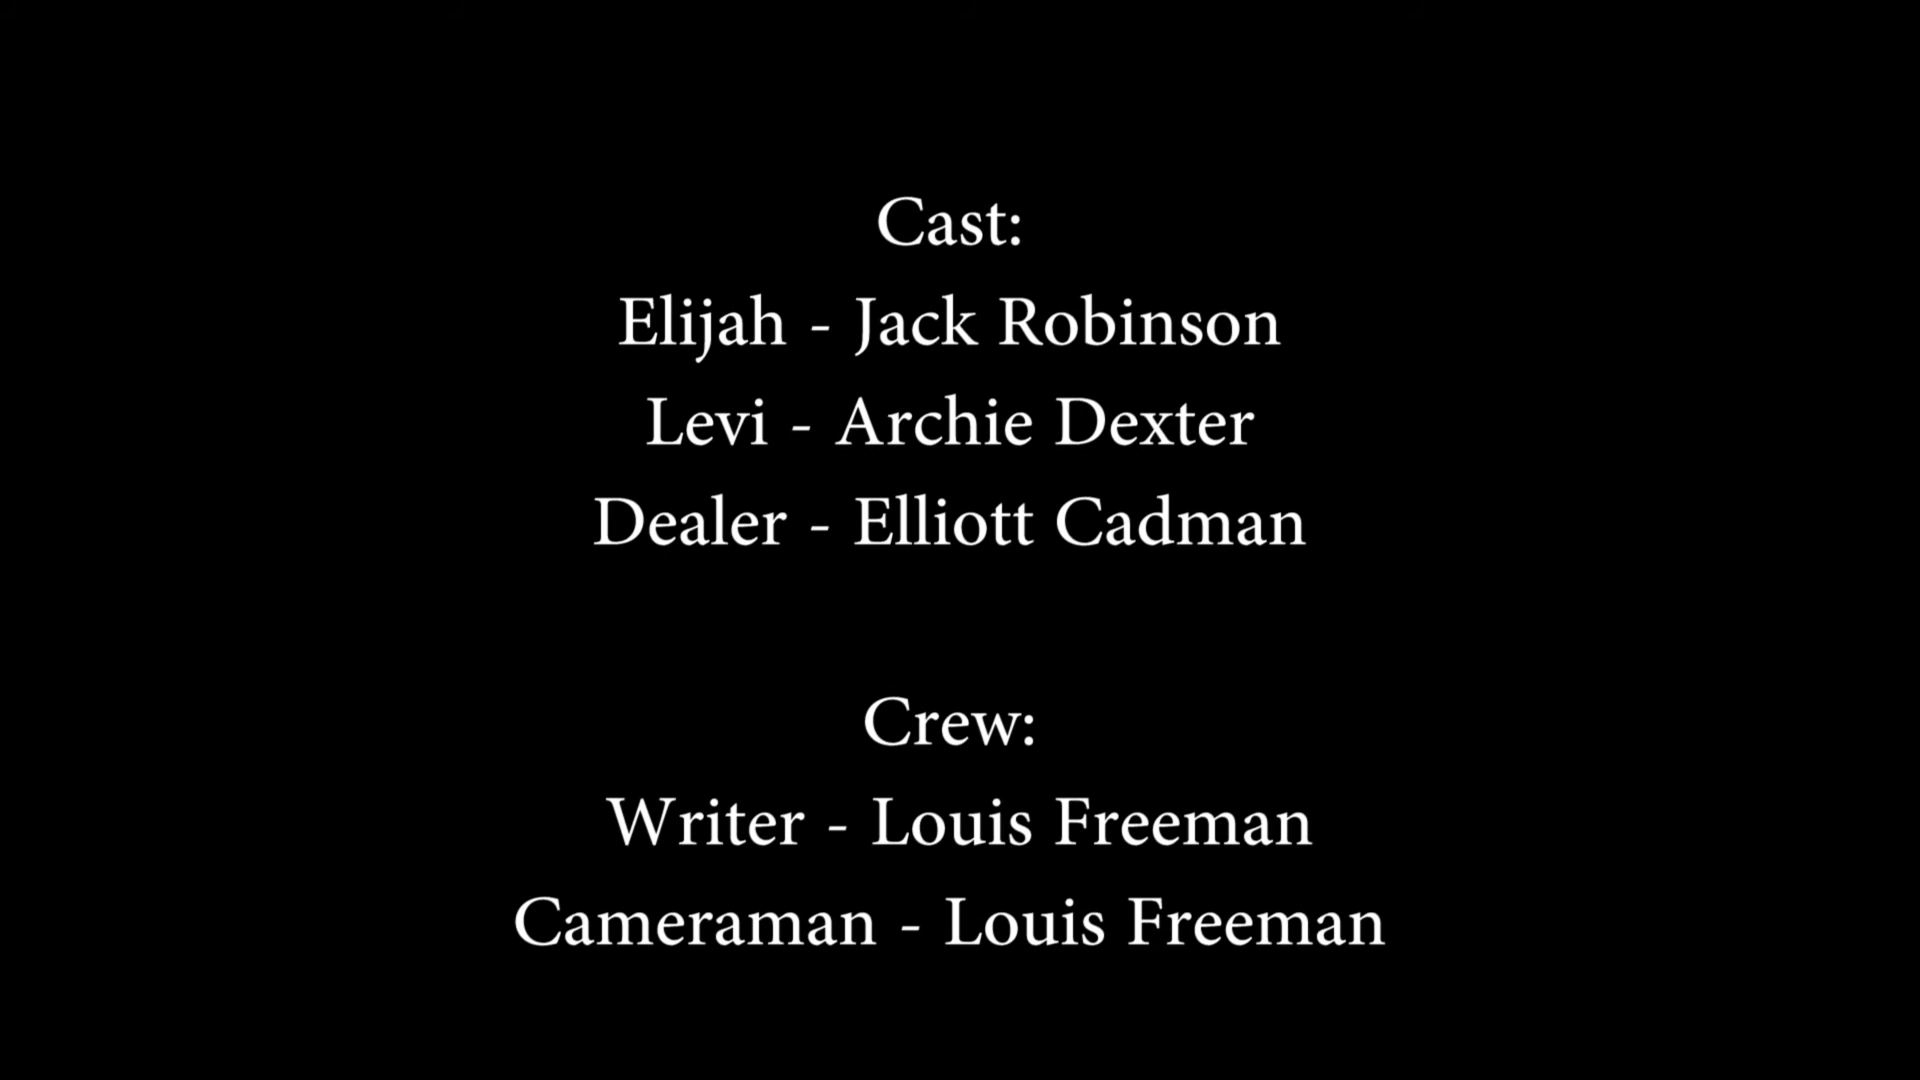 Cast:
Elijah - Jack Robinson
Levi - Archie Dexter
Dealer - Elliott Cadman
Crew:
Writer - Louis Freeman
Cameraman - Louis Freeman